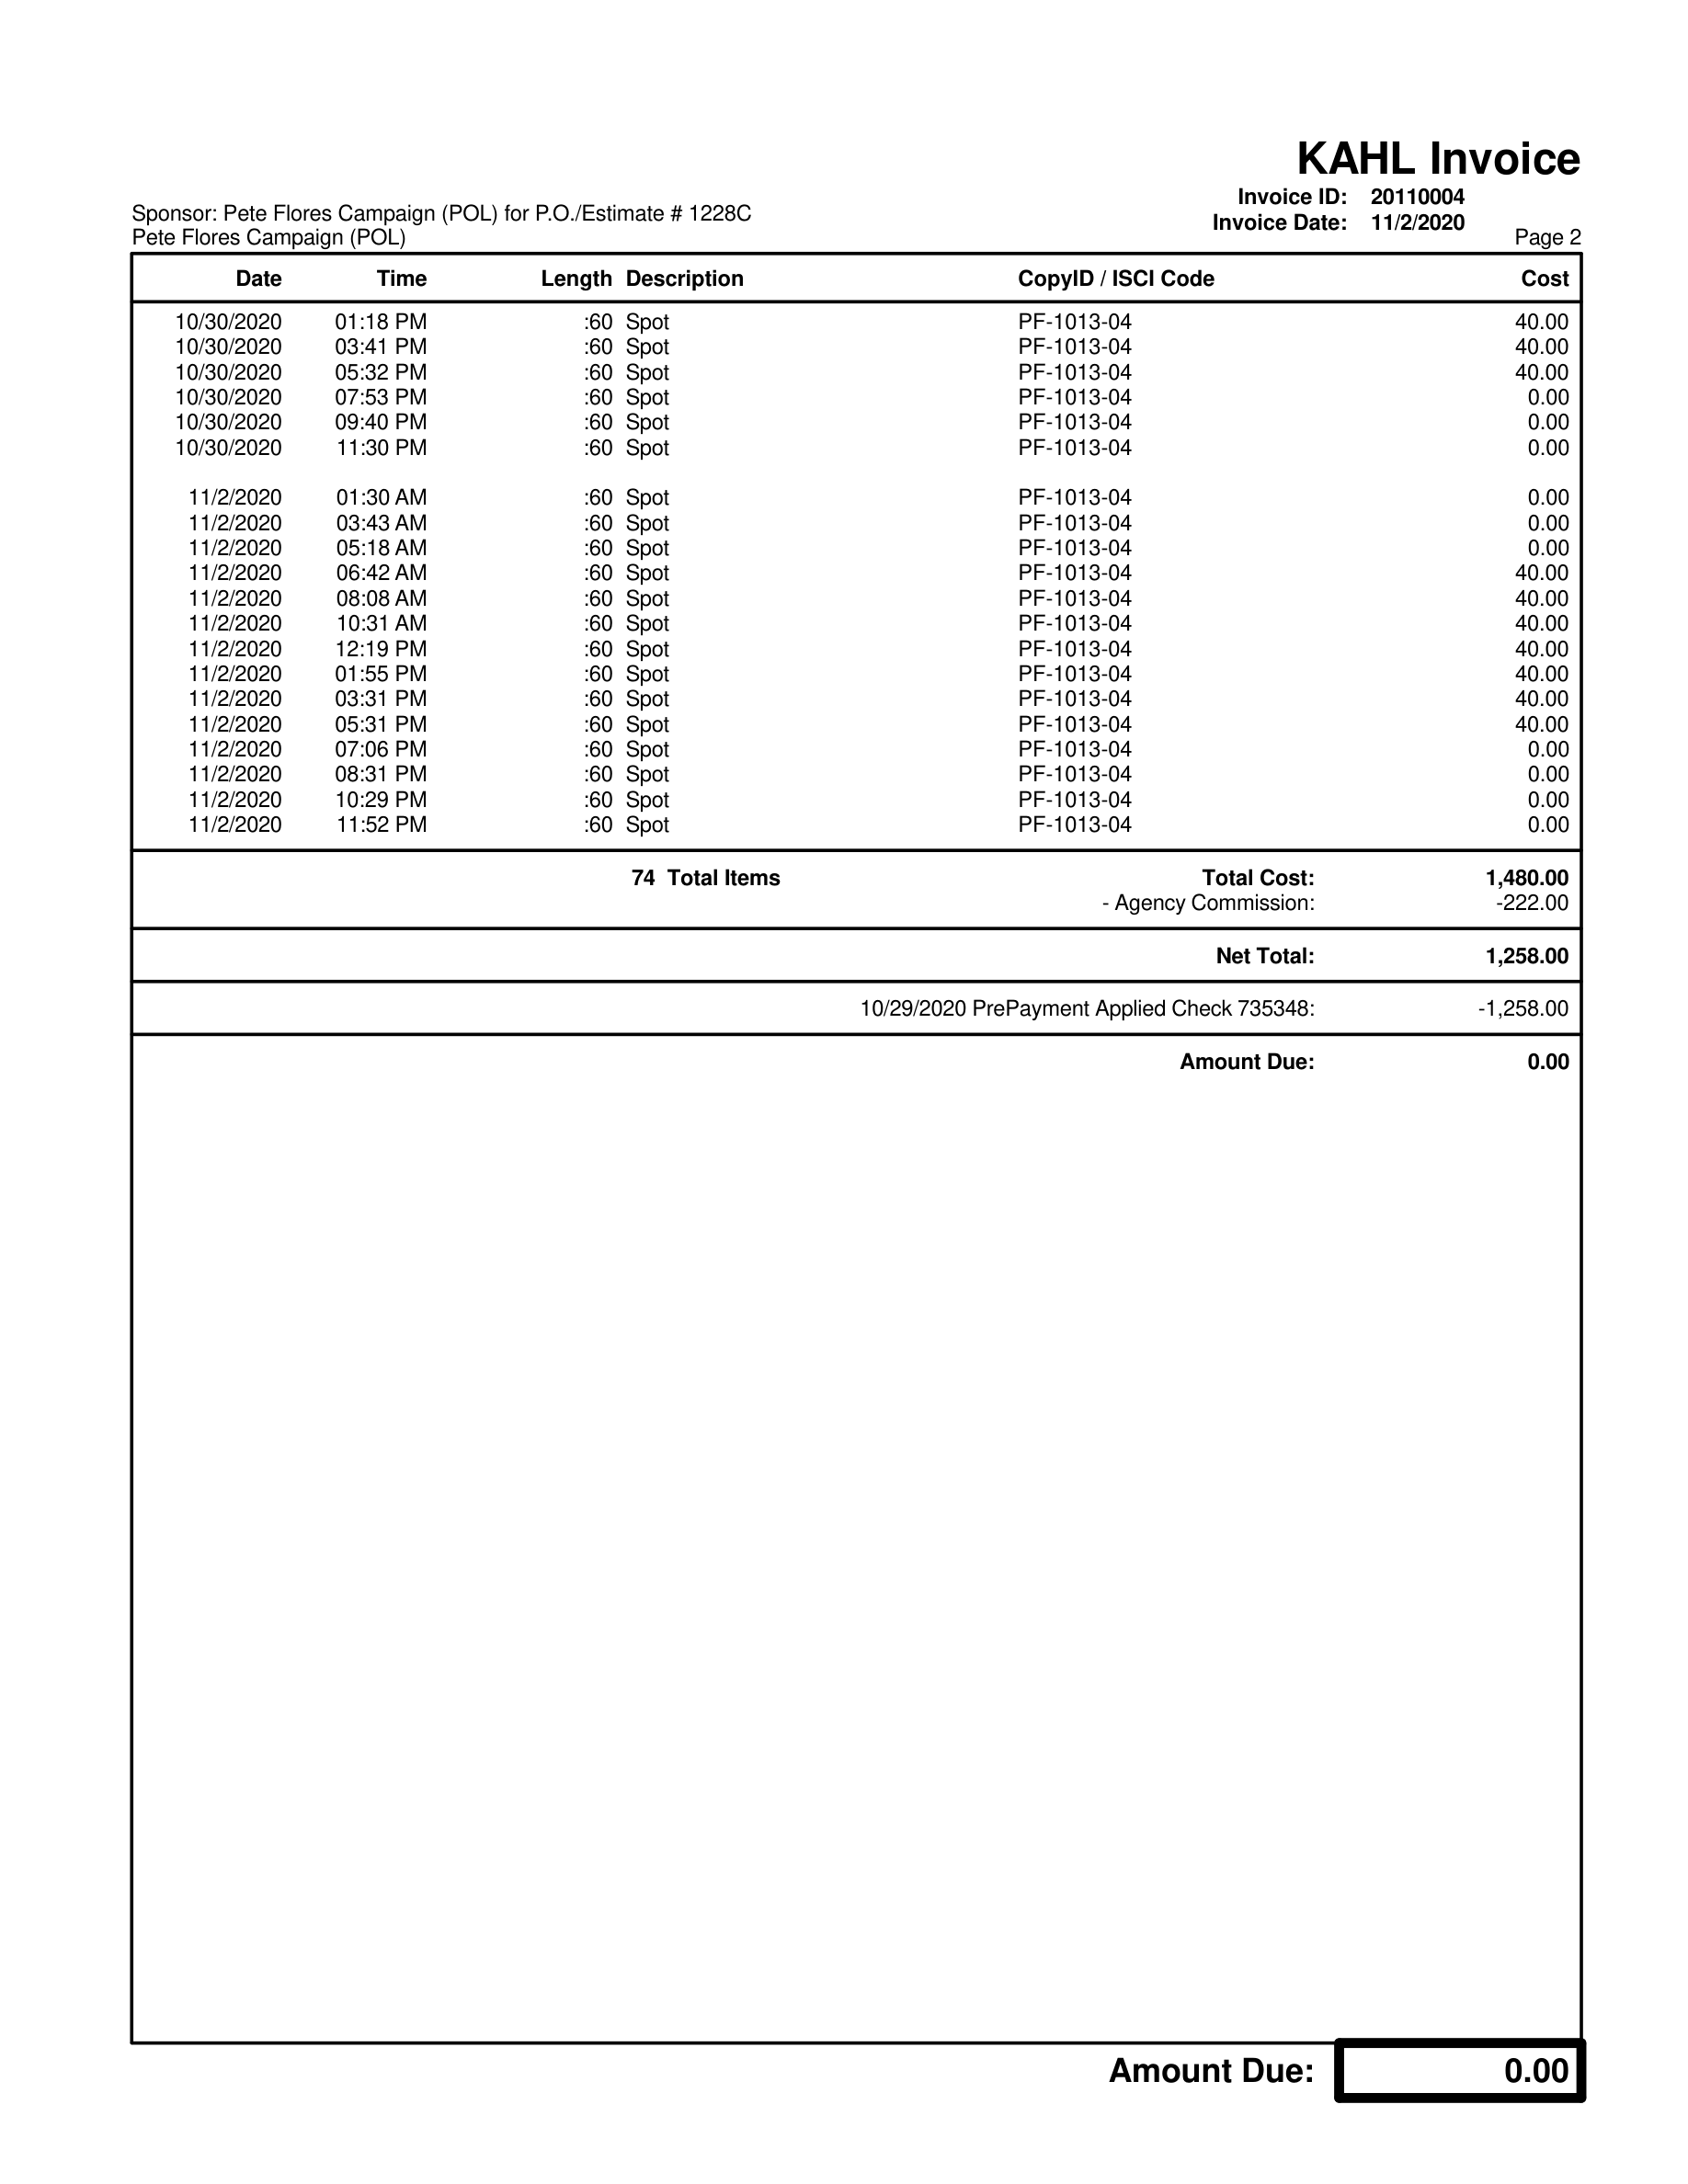 KAHL Invoice
Invoice ID: 20110004
Sponsor: Pete Flores Campaign (POL) for P.O./Estimate # 1228C
Invoice Date: 11/2/2020
Pete Flores Campaign (POL) Page 2
Date Time Length Description CopyID / ISCI Code Cost
10/30/2020 01:18 PM :60 Spot PF-1013-04 40.00
10/30/2020 03:41 PM :60 Spot PF-1013-04 40.00
10/30/2020 05:32 PM :60 Spot PF-1013-04 40.00
10/30/2020 07:53 PM :60 Spot PF-1013-04 0.00
10/30/2020 09:40 PM :60 Spot PF-1013-04 0.00
10/30/2020 11:30 PM :60 Spot PF-1013-04 0.00
11/2/2020 01:30 AM :60 Spot PF-1013-04 0.00
11/2/2020 03:43 AM :60 Spot PF-1013-04 0.00
11/2/2020 05:18 AM :60 Spot PF-1013-04 0.00
11/2/2020 06:42 AM :60 Spot PF-1013-04 40.00
11/2/2020 08:08 AM :60 Spot PF-1013-04 40.00
11/2/2020 10:31 AM :60 Spot PF-1013-04 40.00
11/2/2020 12:19 PM :60 Spot PF-1013-04 40.00
11/2/2020 01:55 PM :60 Spot PF-1013-04 40.00
11/2/2020 03:31 PM :60 Spot PF-1013-04 40.00
11/2/2020 05:31 PM :60 Spot PF-1013-04 40.00
11/2/2020 07:06 PM :60 Spot PF-1013-04 0.00
11/2/2020 08:31 PM :60 Spot PF-1013-04 0.00
11/2/2020 10:29 PM :60 Spot PF-1013-04 0.00
11/2/2020 11:52 PM :60 Spot PF-1013-04 0.00
74 Total Items Total Cost: 1,480.00
- Agency Commission: -222.00
Net Total: 1,258.00
10/29/2020 PrePayment Applied Check 735348: -1,258.00
Amount Due: 0.00
Amount Due: 0.00